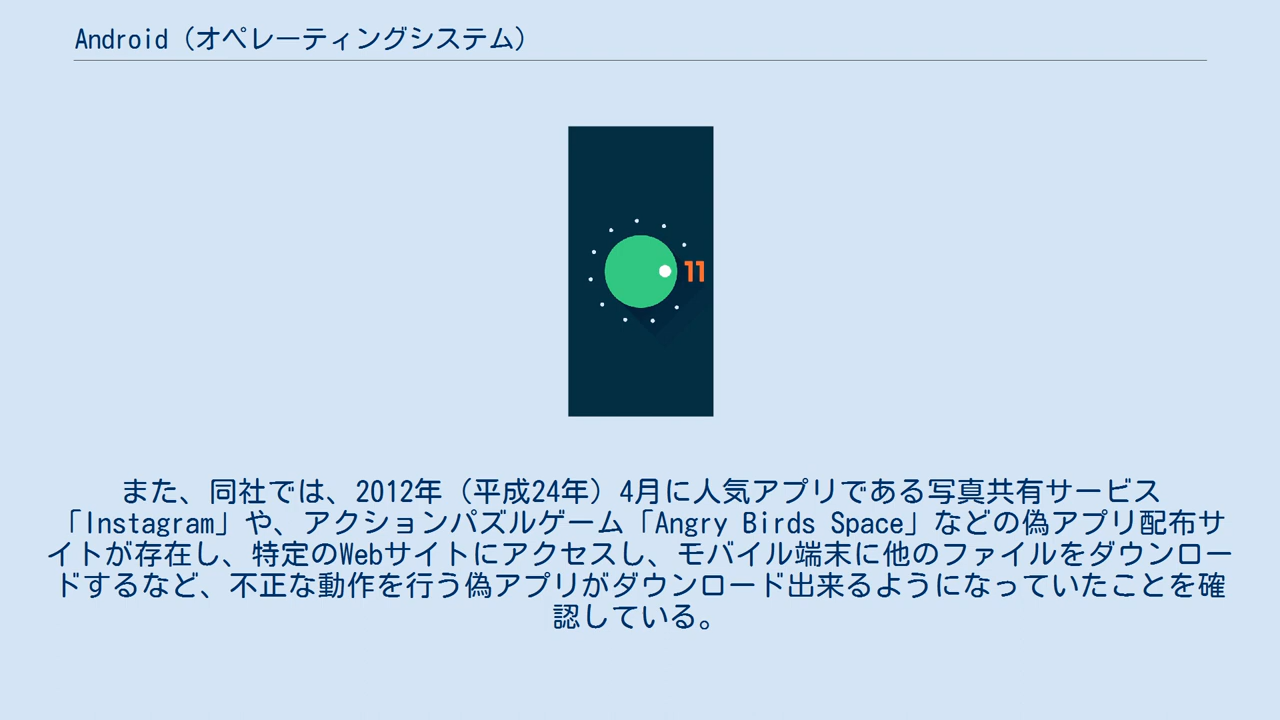 Android（オペレーティングシステム）
11
また、同社では、2012年（平成24年）4月に人気アプリである写真共有サービス
「Instagram」や、アクションパズルゲーム「Angry Birds Space」などの偽アプリ配布サ
イトが存在し、特定のWebサイトにアクセスし、モバイル端末に他のファイルをダウンロー
ドするなど、不正な動作を行う偽アプリがダウンロード出来るようになっていたことを確
認している。